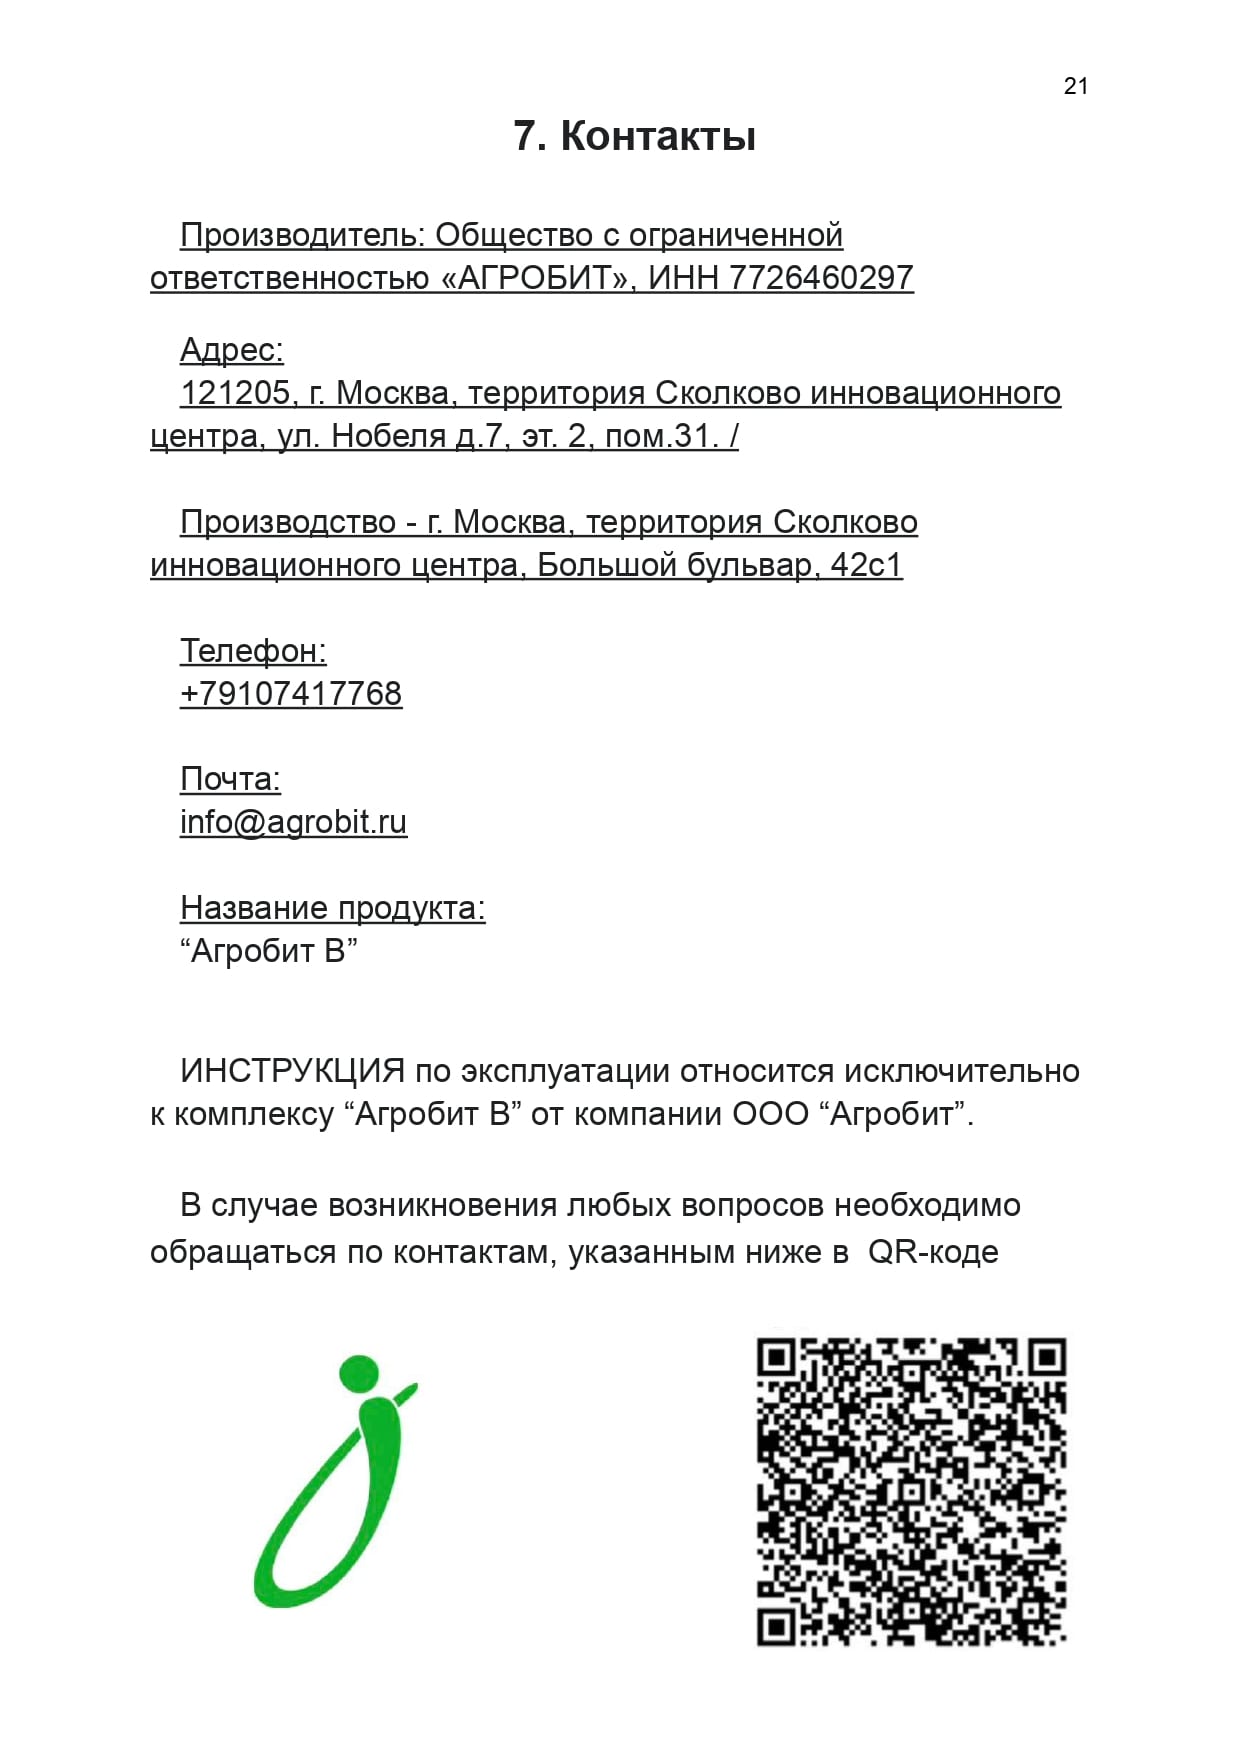 21
7. Контакты
Производитель: Общество с ограниченной
ответственностью «АГРОБИТ», ИНН 7726460297
Адрес:
121205, г. Москва, территория Сколково инновационного
центра, ул. Нобеля д.7, эт. 2, пом.31. /
Производство - г. Москва, территория Сколково
инновационного центра, Большой бульвар, 42с1
Телефон:
+79107417768
Почта:
info@agrobit.ru
Название продукта:
“Агробит В”
ИНСТРУКЦИЯ по эксплуатации относится исключительно
к комплексу “Агробит В” от компании ООО “Агробит”.
В случае возникновения любых вопросов необходимо
обращаться по контактам, указанным ниже в  QR-коде